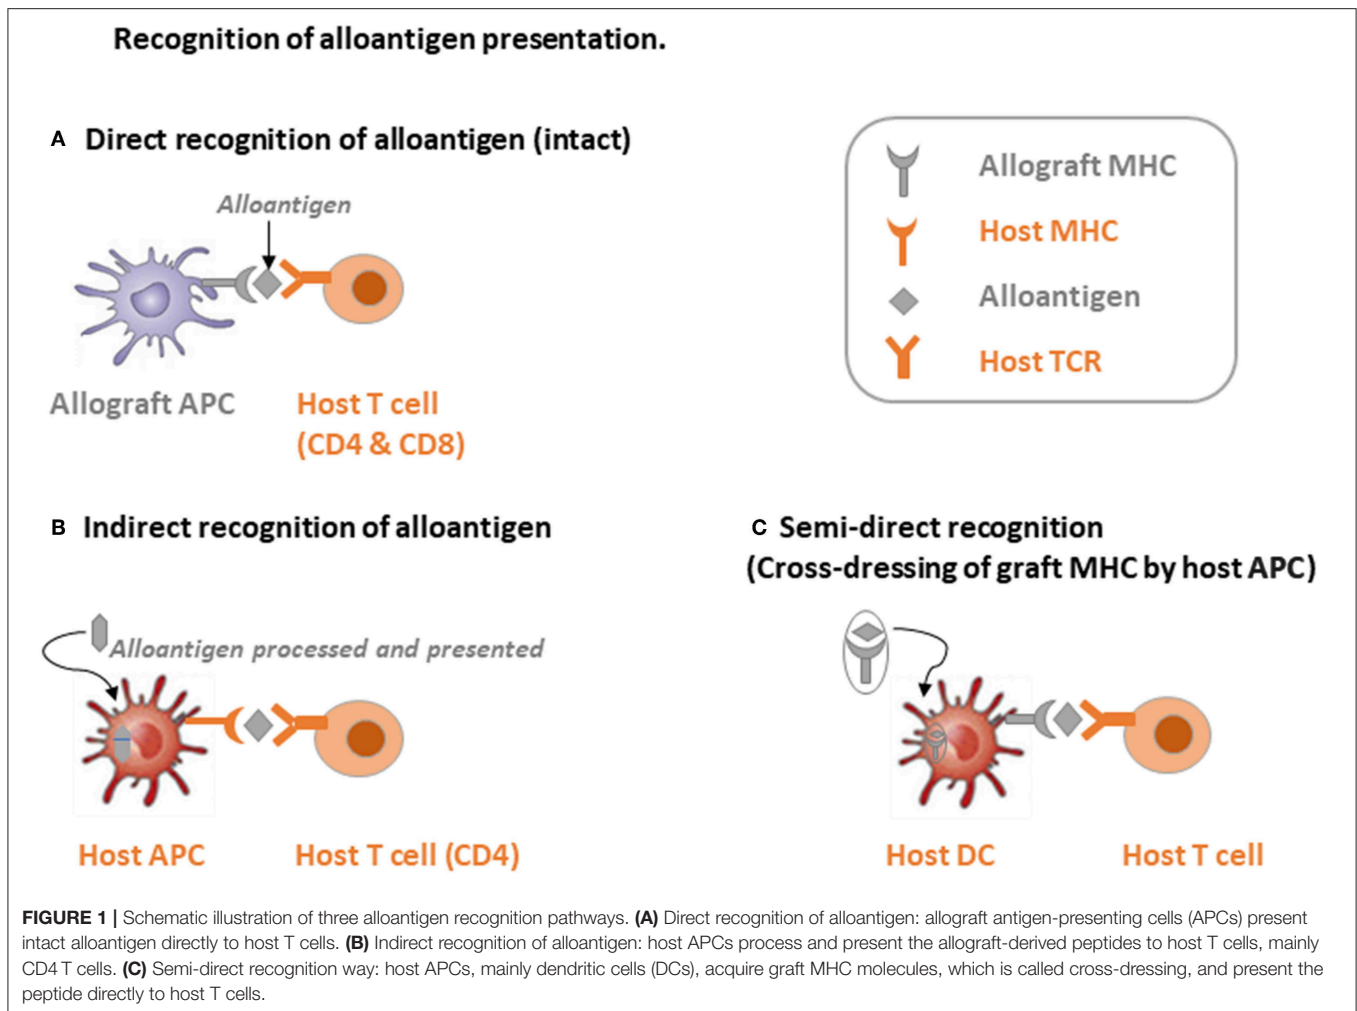 Recognition of alloantigen presentation.
A Direct recognition of alloantigen (intact)
Alloantigen
Allograft APC
Host T cell
(CD4 & CD8)
Allograft MHC
Host MHC
Alloantigen
Host TCR
B Indirect recognition of alloantigen
Alloantigen processed and presented
Host APC
Host T cell (CD4)
C Semi-direct recognition
(Cross-dressing of graft MHC by host APC)
Host DC
Host T cell
FIGURE 1 | Schematic illustration of three alloantigen recognition pathways. (A) Direct recognition of alloantigen: allograft antigen-presenting cells (APCs) present
intact alloantigen directly to host T cells. (B) Indirect recognition of alloantigen: host APCs process and present the allograft-derived peptides to host T cells, mainly
CD4 T cells. (C) Semi-direct recognition way: host APCs, mainly dendritic cells (DCs), acquire graft MHC molecules, which is called cross-dressing, and present the
peptide directly to host T cells.